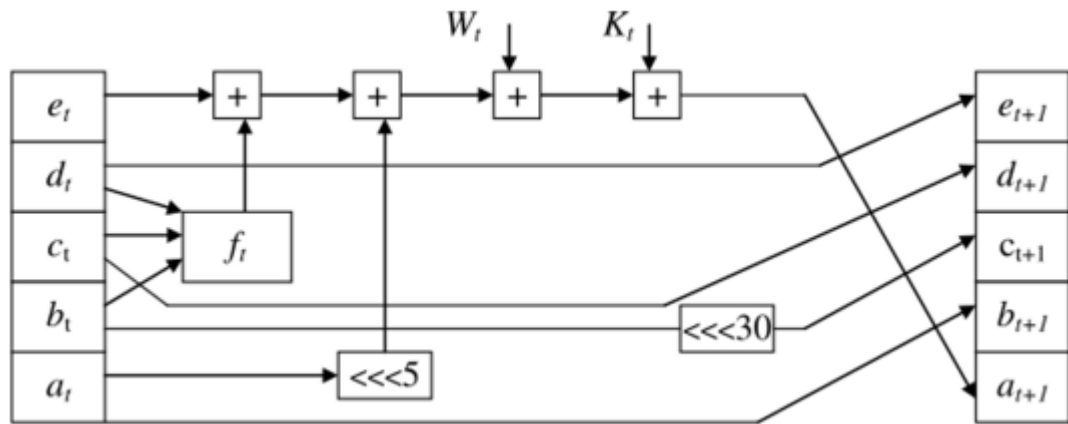 W_t K_t
e_t + + + + e_{t+1}
d_t d_{t+1}
c_t f_t c_{t+1}
b_t <<<30 b_{t+1}
a_t <<<5 a_{t+1}